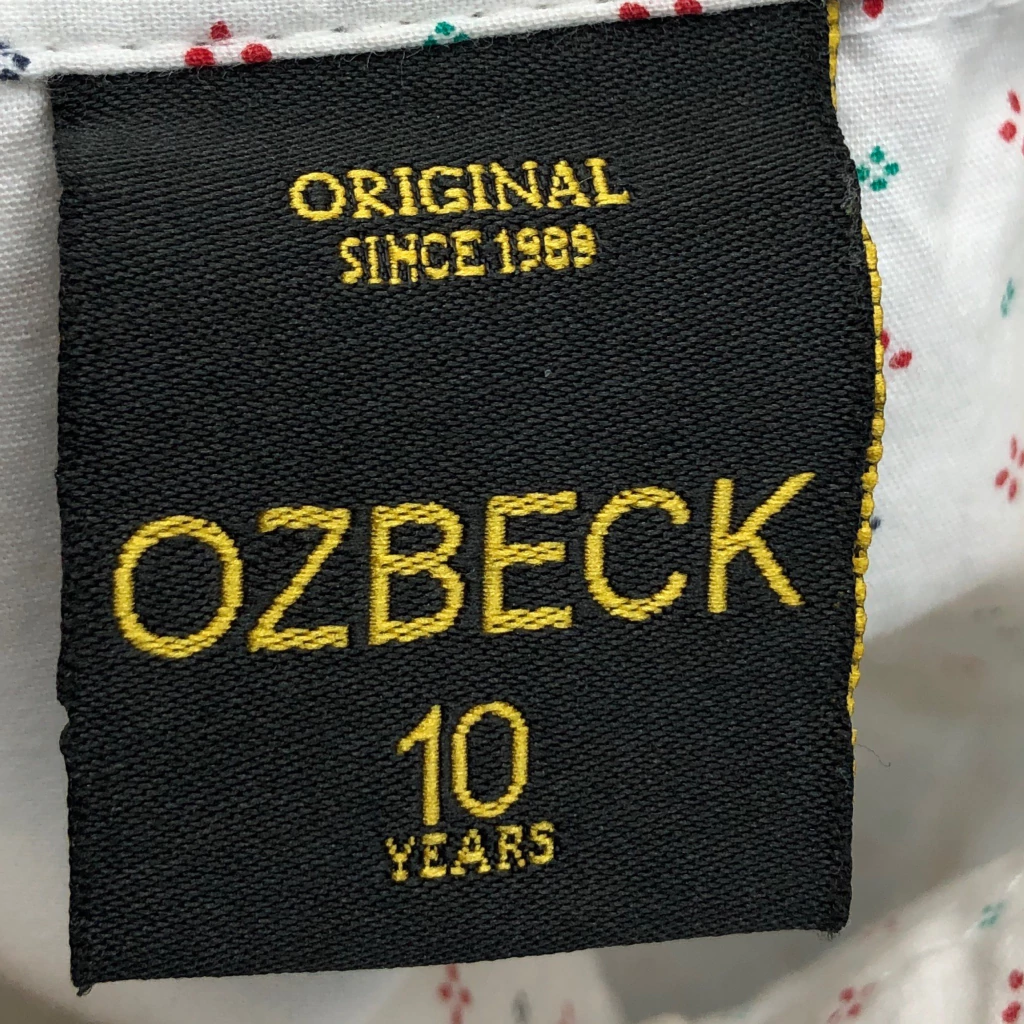 ORIGINAL
SINCE 1989
OZBECK
10
YEARS